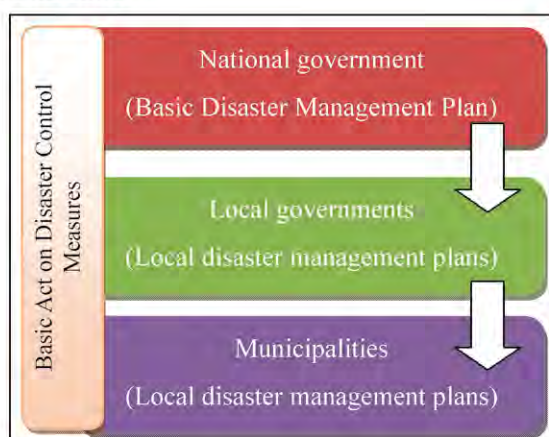 Basic Act on Disaster Control
Measures
National government
(Basic Disaster Management Plan)
Local governments
(Local disaster management plans)
Municipalities
(Local disaster management plans)